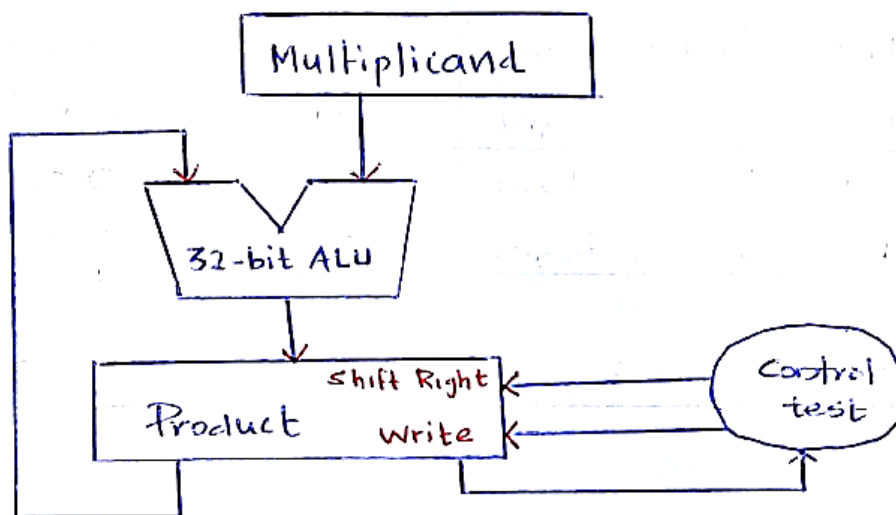 Multiplicand
32-bit ALU
Shift Right
Product
Write
Control
test